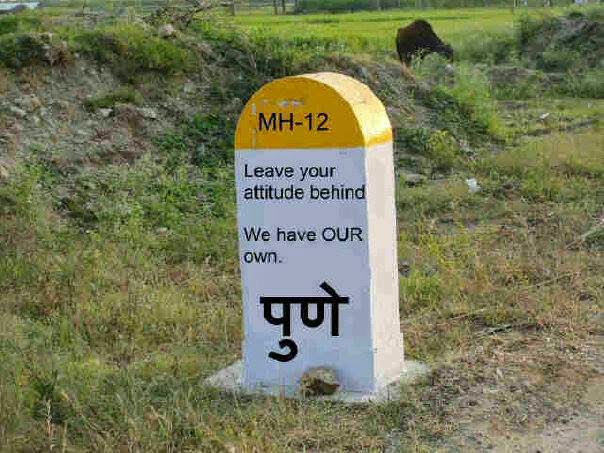 MH-12
Leave your
attitude behind
We have OUR
own.
पुणे